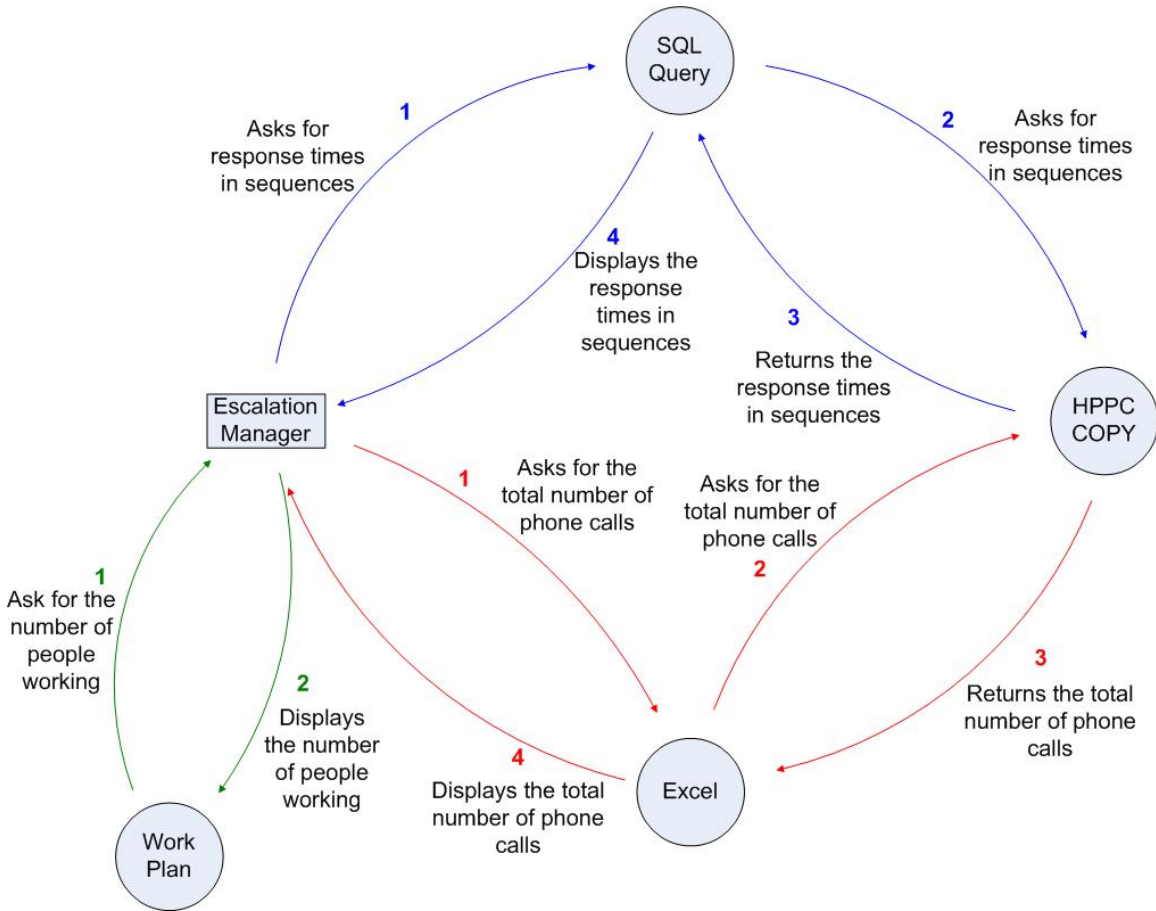 SQL
Query
1
Asks for
response times
in sequences
2
Asks for
response times
in sequences
4
Displays the
response
times in
sequences
3
Returns the
response times
in sequences
Escalation
Manager
HPPC
COPY
1
Asks for the
total number of
phone calls
Asks for the
total number of
phone calls
2
1
Ask for the
number of
people
working
2
Displays
the number
of people
working
3
Returns the total
number of phone
calls
4
Displays the total
number of phone
calls
Excel
Work
Plan